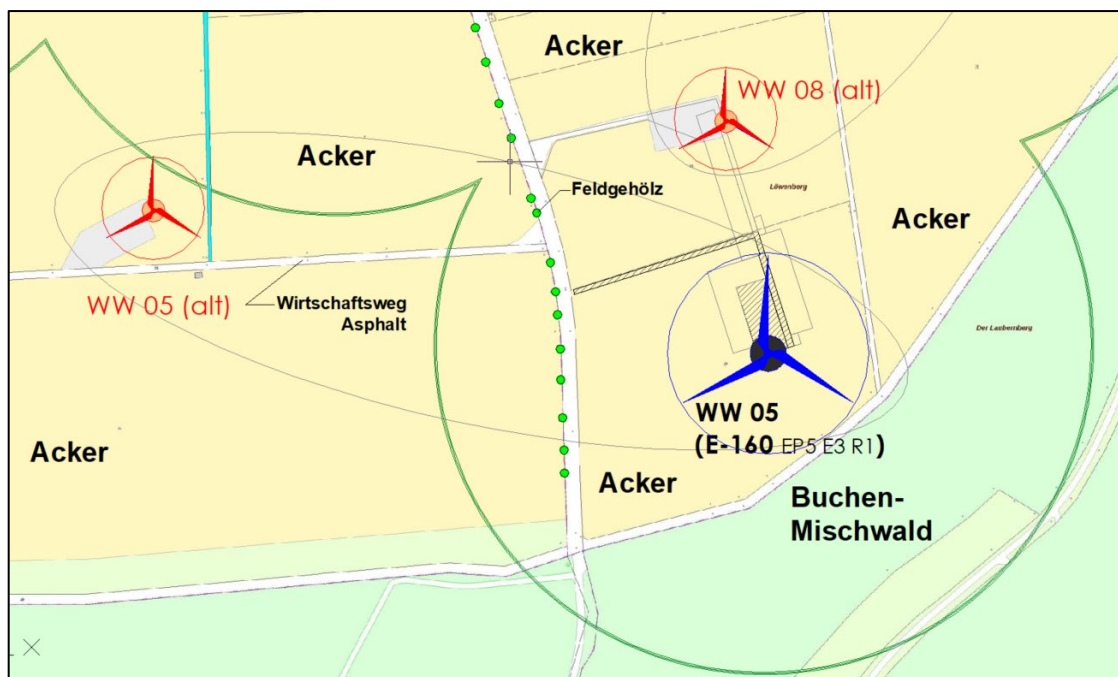 Acker
WW 08 (alt)
Acker
Feldgehölz
Löwenberg
Acker
WW 05 (alt)
Wirtschaftsweg
Asphalt
Der Laubernberg
WW 05
(E-160 EP5 E3 R1)
Acker
Acker
Buchen-
Mischwald